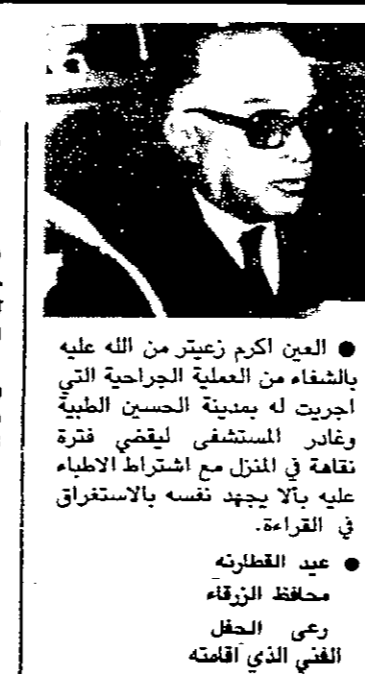 ● العين اكرم زعيتر من الله عليه
بالشفاء من العملية الجراحية التي
اجريت له بمدينة الحسين الطبية
وغادر المستشفى ليقضي فترة
نقاهة في المنزل مع اشتراط الاطباء
عليه بألا يجهد نفسه بالاستغراق
في القراءة.
● عيد القطارنه
محافظ الزرقاء
رعى الحفل
الفني الذي اقامته